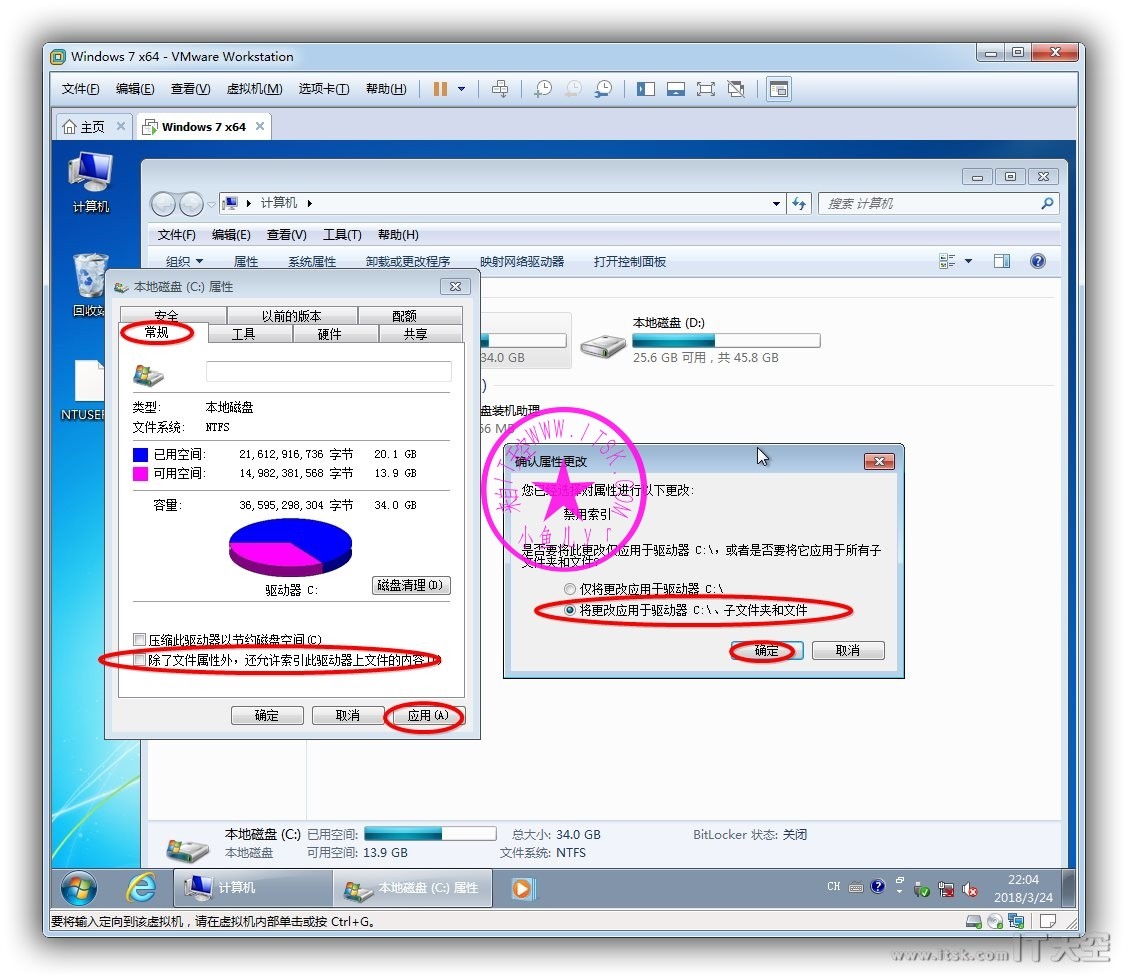 Windows 7 x64 - VMware Workstation
文件(F) 编辑(E) 查看(V) 虚拟机(M) 选项卡(T) 帮助(H)
主页 Windows 7 x64
计算机
计算机
搜索 计算机
文件(F) 编辑(E) 查看(V) 工具(T) 帮助(H)
组织 属性 系统属性 卸载或更改程序 映射网络驱动器 打开控制面板
回收站
NTUSER
本地磁盘 (C:) 属性
安全 以前的版本 配额
常规 工具 硬件 共享
类型: 本地磁盘
文件系统: NTFS
已用空间: 21,612,916,736 字节 20.1 GB
可用空间: 14,982,381,568 字节 13.9 GB
容量: 36,595,298,304 字节 34.0 GB
驱动器 C:
磁盘清理(D)
压缩此驱动器以节约磁盘空间(C)
除了文件属性外，还允许索引此驱动器上文件的内容(I)
确定 取消 应用(A)
34.0 GB
本地磁盘 (D:)
25.6 GB 可用，共 45.8 GB
盘装机助理
66 MB
确认属性更改
您已经选择对属性进行以下更改:
禁用索引
是否要将此更改仅应用于驱动器 C:\，或者是否要将它应用于所有子
文件夹和文件?
仅将更改应用于驱动器 C:\
将更改应用于驱动器 C:\、子文件夹和文件
确定 取消
WWW.ITSK.COM
小鱼儿yr
本地磁盘 (C:) 已用空间: 总大小: 34.0 GB BitLocker 状态: 关闭
本地磁盘 可用空间: 13.9 GB 文件系统: NTFS
计算机 本地磁盘 (C:) 属性
CH
22:04
2018/3/24
要将输入定向到该虚拟机，请在虚拟机内部单击或按 Ctrl+G。
www.itsk.com IT天空